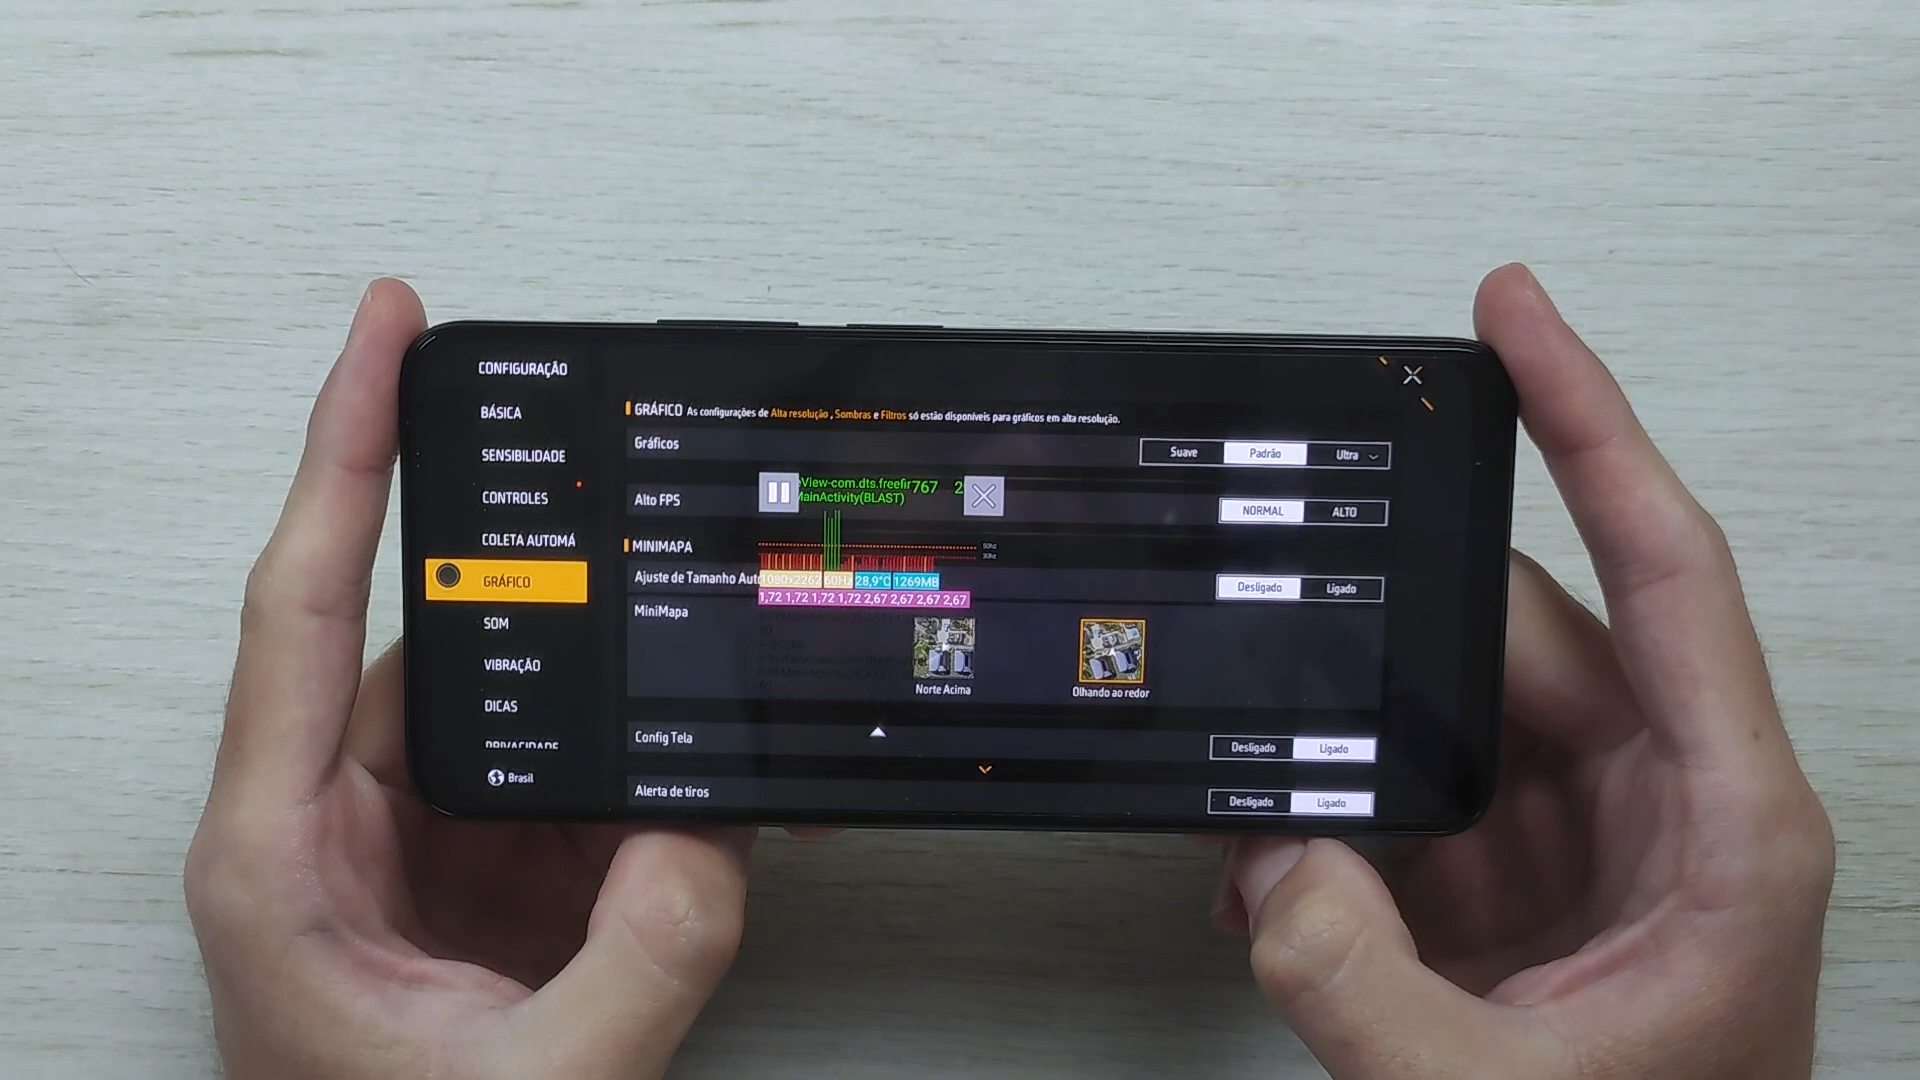 CONFIGURAÇÃO
BÁSICA
SENSIBILIDADE
CONTROLES
COLETA AUTOMÁ
GRÁFICO
SOM
VIBRAÇÃO
DICAS
PRIVACIDADE
Brasil
GRÁFICO As configurações de Alta resolução , Sombras e Filtros só estão disponíveis para gráficos em alta resolução.
Gráficos
Suave Padrão Ultra
Alto FPS
NORMAL ALTO
eView-com.dts.freefir767 2
MainActivity(BLAST)
MINIMAPA
Ajuste de Tamanho Aut
1080x2262 60Hz 28,9°C 1269MB
1,72 1,72 1,72 1,72 2,67 2,67 2,67 2,67
Desligado Ligado
MiniMapa
Norte Acima
Olhando ao redor
Config Tela
Desligado Ligado
Alerta de tiros
Desligado Ligado